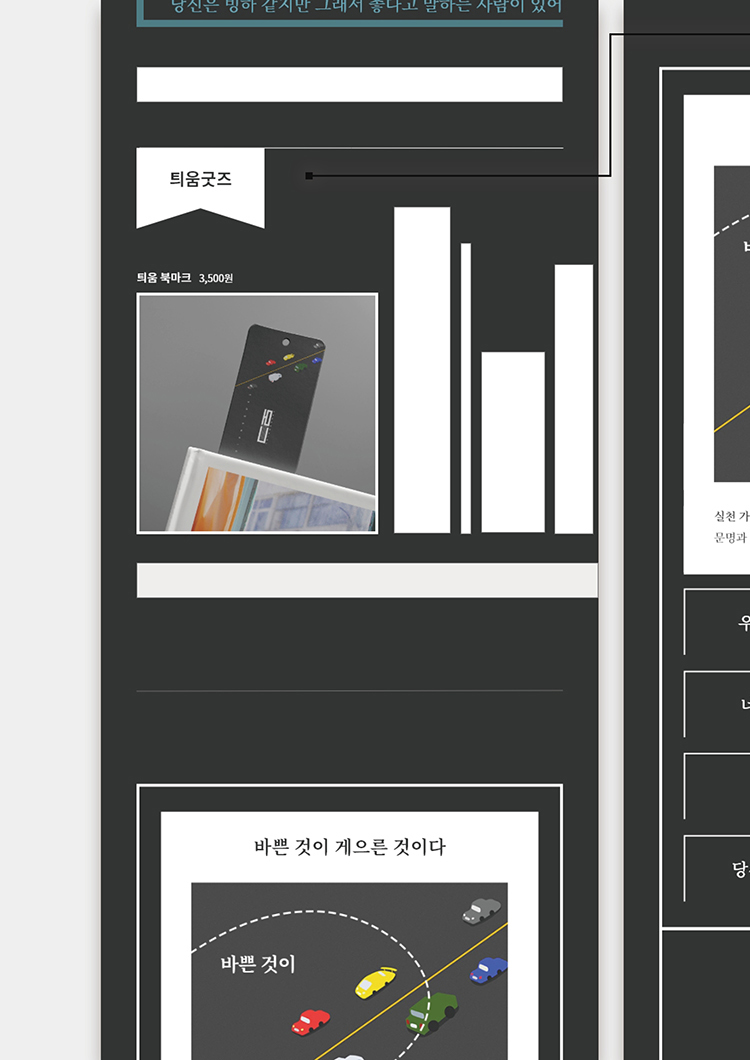 당신은 빙하 같지만 그래서 좋다고 말하는 사람이 있어
틔움굿즈
틔움 북마크 3,500원
실천 가
문명과
우
너
당
바쁜 것이 게으른 것이다
바쁜 것이